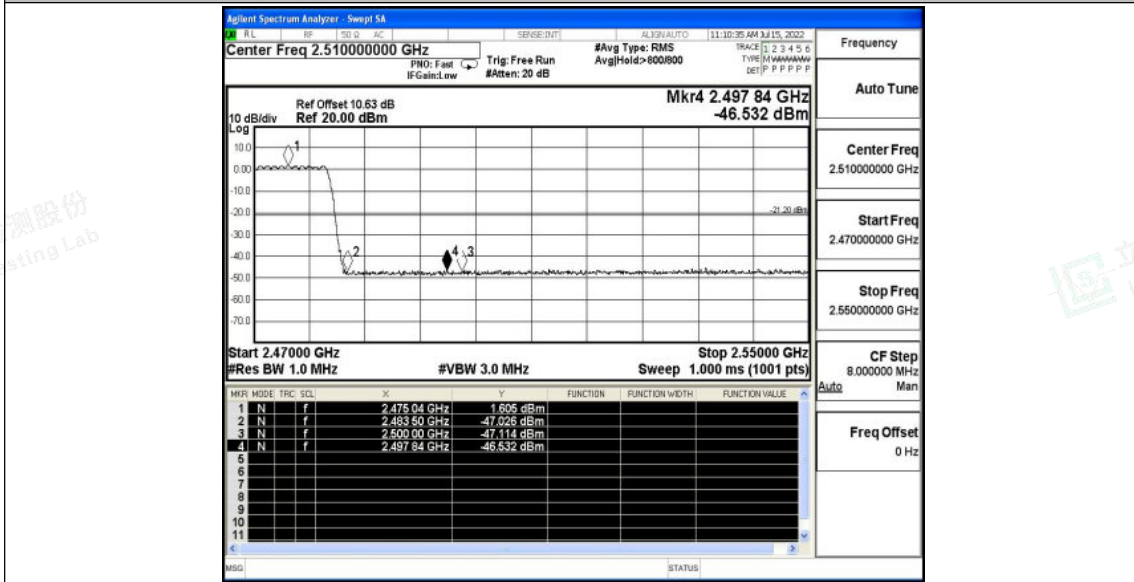 Agilent Spectrum Analyzer - Swept SA
RL RF 50 Ω AC SENSE:INT ALIGNAUTO 11:10:35 AM Jul 15, 2022
Center Freq 2.510000000 GHz
PNO: Fast
IFGain:Low
Trig: Free Run
#Atten: 20 dB
#Avg Type: RMS
Avg|Hold:>800/800
TRACE 1 2 3 4 5 6
TYPE M
DET P P P P P P
Mkr4 2.497 84 GHz
-46.532 dBm
Ref Offset 10.63 dB
10 dB/div Ref 20.00 dBm
Log
10.0
0.00
-10.0
-20.0
-30.0
-40.0
-50.0
-60.0
-70.0
1
2
4
3
-21.20 dBm
Start 2.47000 GHz Stop 2.55000 GHz
#Res BW 1.0 MHz #VBW 3.0 MHz Sweep 1.000 ms (1001 pts)
MKR MODE TRC SCL X Y FUNCTION FUNCTION WIDTH FUNCTION VALUE
1 N f 2.475 04 GHz 1.605 dBm
2 N f 2.483 50 GHz -47.026 dBm
3 N f 2.500 00 GHz -47.114 dBm
4 N f 2.497 84 GHz -46.532 dBm
5
6
7
8
9
10
11
MSG STATUS
Frequency
Auto Tune
Center Freq
2.510000000 GHz
Start Freq
2.470000000 GHz
Stop Freq
2.550000000 GHz
CF Step
8.000000 MHz
Auto Man
Freq Offset
0 Hz
测股份
sting Lab